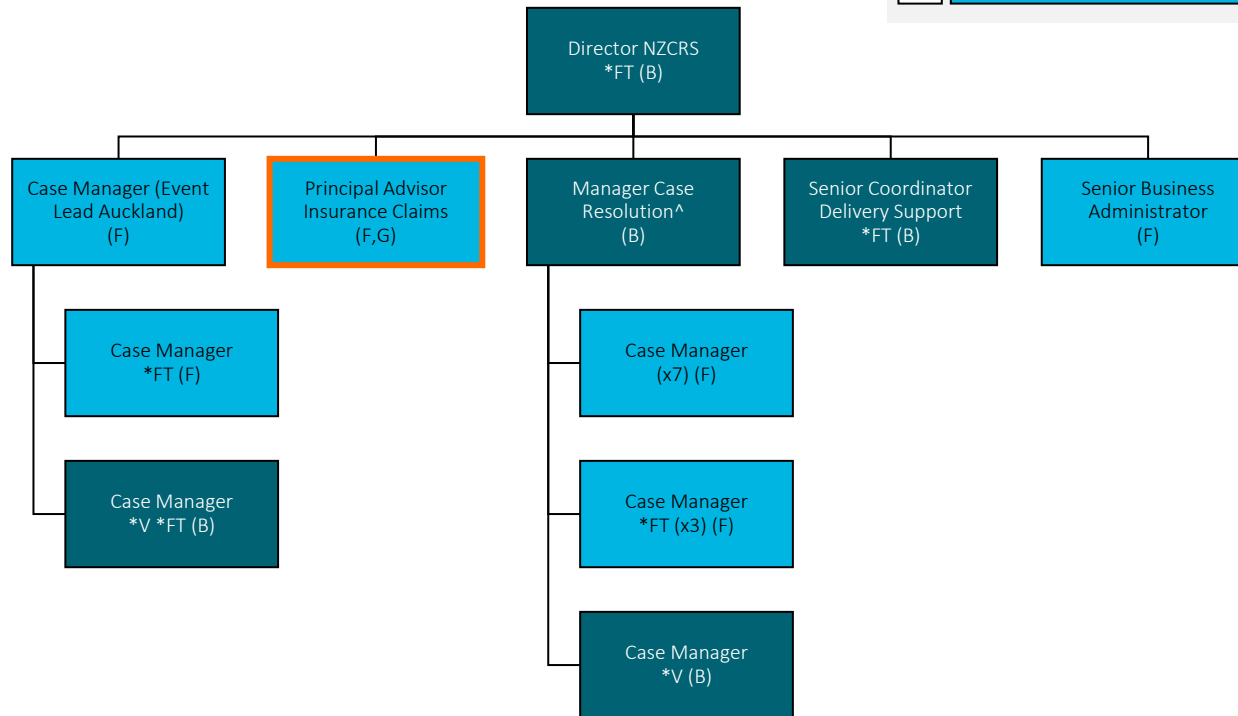 Director NZCRS
*FT (B)
Case Manager (Event
Lead Auckland)
(F)
Principal Advisor
Insurance Claims
(F,G)
Manager Case
Resolution^
(B)
Senior Coordinator
Delivery Support
*FT (B)
Senior Business
Administrator
(F)
Case Manager
*FT (F)
Case Manager
*V *FT (B)
Case Manager
(x7) (F)
Case Manager
*FT (x3) (F)
Case Manager
*V (B)